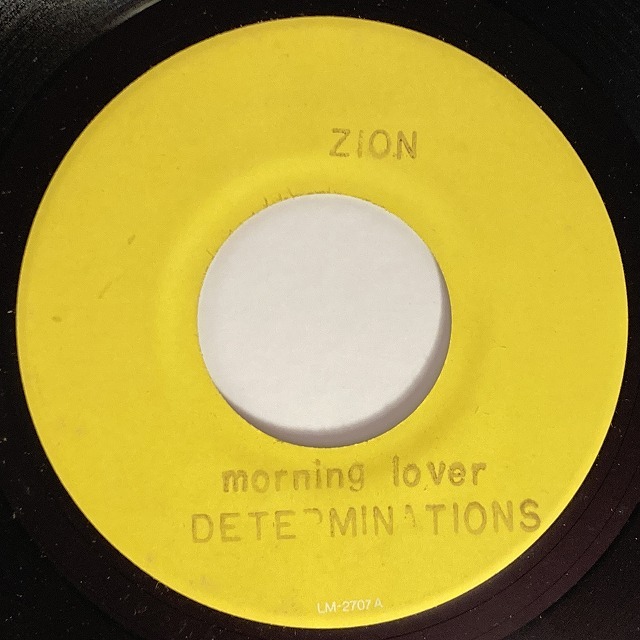 ZION
morning lover
DETERMINATIONS
LM-2707 A